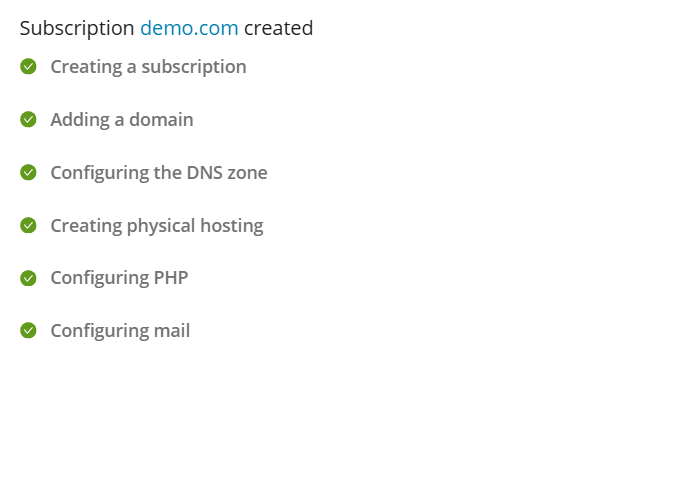 Subscription demo.com created
Creating a subscription
Adding a domain
Configuring the DNS zone
Creating physical hosting
Configuring PHP
Configuring mail